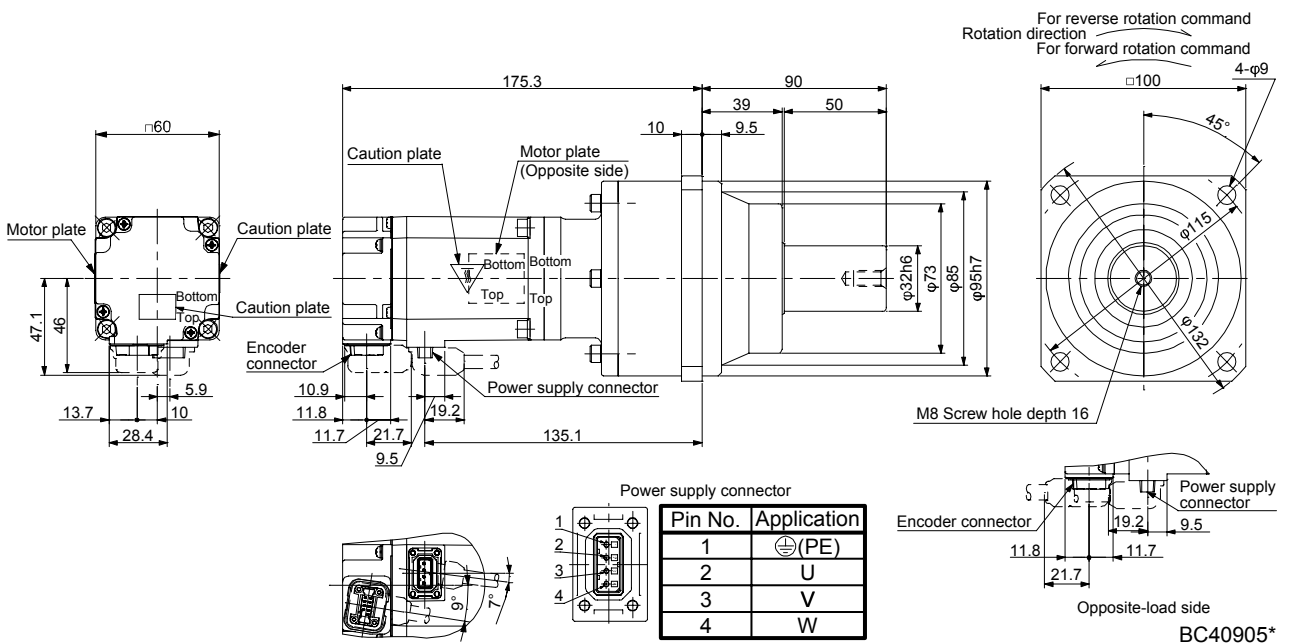 For reverse rotation command
Rotation direction
For forward rotation command
175.3
90
4-φ9
□100
39
50
10
9.5
45°
□60
Caution plate
Motor plate
(Opposite side)
Motor plate
Caution plate
Bottom
Bottom
Top
Top
Bottom
Top
Caution plate
φ32h6
φ73
φ85
φ95h7
φ115
φ132
47.1
46
Encoder
connector
Power supply connector
5.9
13.7
10
28.4
10.9
11.8
11.7
21.7
19.2
9.5
135.1
M8 Screw hole depth 16
Power supply connector
1
2
3
4
Pin No. Application
1 (PE)
2 U
3 V
4 W
9°
7°
Encoder connector
Power supply
connector
19.2
9.5
11.8
11.7
21.7
Opposite-load side
BC40905*